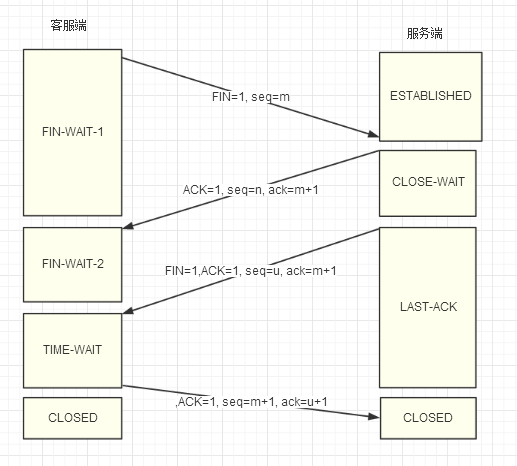 客服端
服务端
FIN-WAIT-1
FIN=1, seq=m
ESTABLISHED
ACK=1, seq=n, ack=m+1
CLOSE-WAIT
FIN-WAIT-2
FIN=1,ACK=1, seq=u, ack=m+1
LAST-ACK
TIME-WAIT
,ACK=1, seq=m+1, ack=u+1
CLOSED
CLOSED